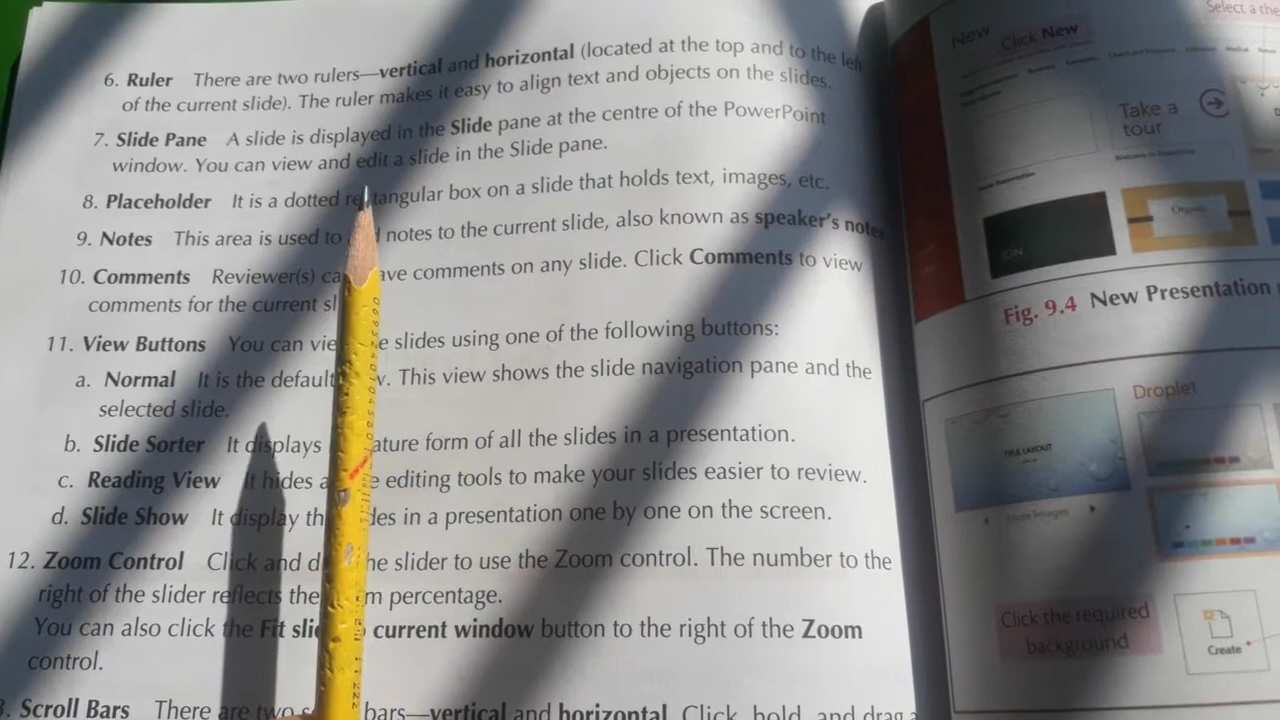 6. Ruler There are two rulers—vertical and horizontal (located at the top and to the left
of the current slide). The ruler makes it easy to align text and objects on the slides.
7. Slide Pane A slide is displayed in the Slide pane at the centre of the PowerPoint
window. You can view and edit a slide in the Slide pane.
8. Placeholder It is a dotted rectangular box on a slide that holds text, images, etc.
9. Notes This area is used to notes to the current slide, also known as speaker's notes
10. Comments Reviewer(s) comments on any slide. Click Comments to view
comments for the current
11. View Buttons You can slides using one of the following buttons:
a. Normal It is the default This view shows the slide navigation pane and the
selected slide.
b. Slide Sorter It displays form of all the slides in a presentation.
c. Reading View It hides editing tools to make your slides easier to review.
d. Slide Show It display in a presentation one by one on the screen.
12. Zoom Control Click and the slider to use the Zoom control. The number to the
right of the slider reflects the percentage.
You can also click the Fit current window button to the right of the Zoom
control.
3. Scroll Bars There are two bars—vertical and horizontal. Click, hold, and drag
Select a the
New Click New
Take a
tour
Fig. 9.4 New Presentation
Droplet
TITLE LAYOUT
More Images
Click the required
background
Create